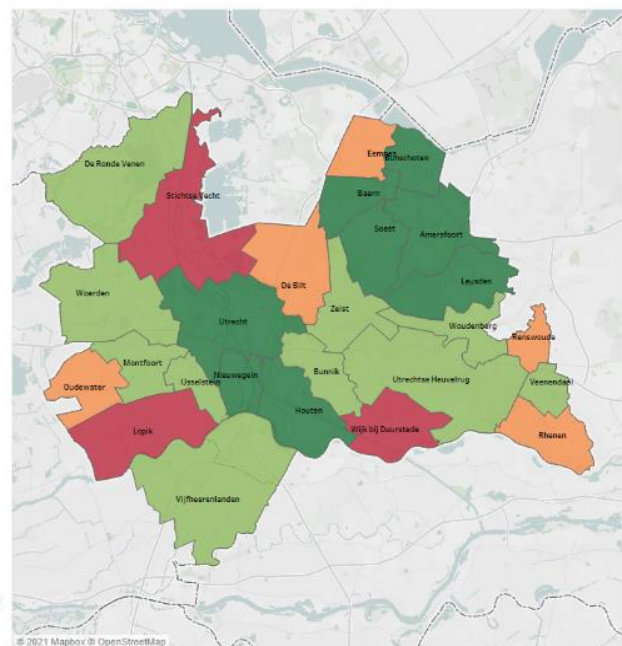 Eemnes
Bunschoten
De Ronde Venen
Baarn
Stichtse Vecht
Soest
Amersfoort
Leusden
De Bilt
Woerden
Zeist
Utrecht
Woudenberg
Renswoude
Montfoort
Nieuwegein
Bunnik
Veenendaal
Oudewater
IJsselstein
Utrechtse Heuvelrug
Houten
Lopik
Wijk bij Duurstede
Rhenen
Vijfheerenlanden
© 2021 Mapbox © OpenStreetMap